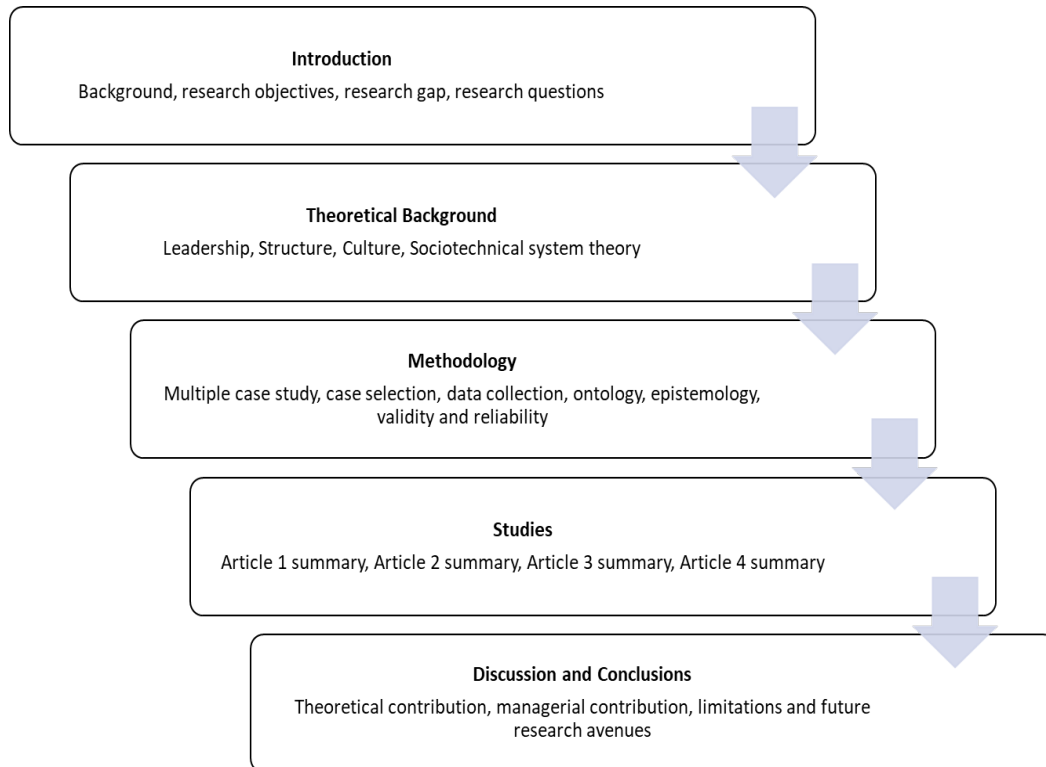 Introduction
Background, research objectives, research gap, research questions
Theoretical Background
Leadership, Structure, Culture, Sociotechnical system theory
Methodology
Multiple case study, case selection, data collection, ontology, epistemology,
validity and reliability
Studies
Article 1 summary, Article 2 summary, Article 3 summary, Article 4 summary
Discussion and Conclusions
Theoretical contribution, managerial contribution, limitations and future
research avenues